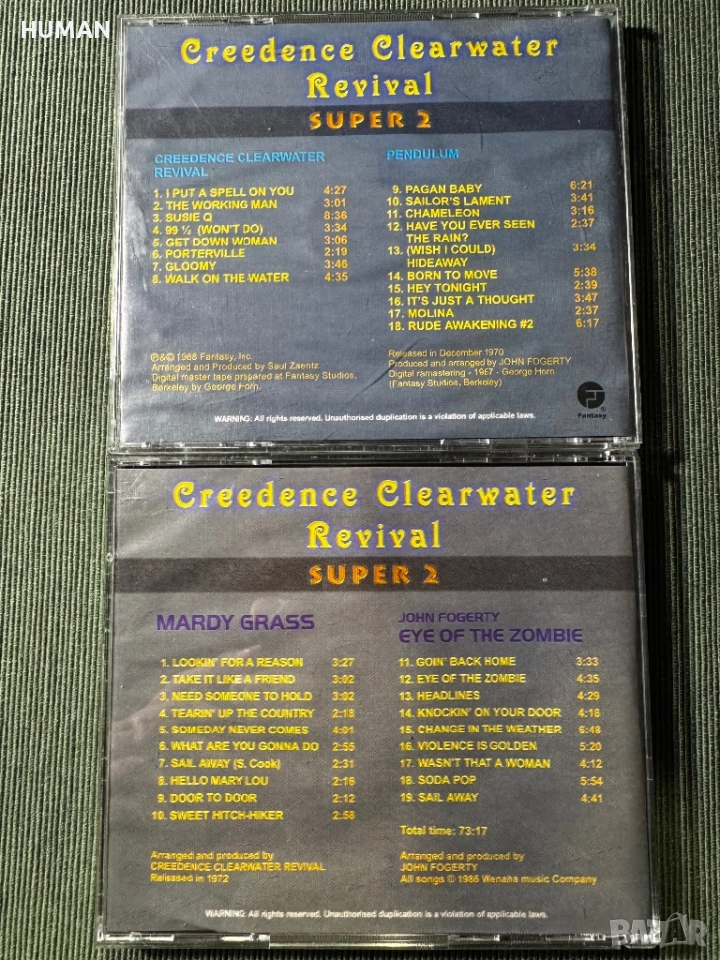 HUMAN
Creedence Clearwater
Revival
SUPER 2
CREEDENCE CLEARWATER
REVIVAL
1. I PUT A SPELL ON YOU 4:27
2. THE WORKING MAN 3:01
3. SUSIE Q 8:36
4. 99 ½ (WON'T DO) 3:34
5. GET DOWN WOMAN 3:06
6. PORTERVILLE 2:19
7. GLOOMY 3:46
8. WALK ON THE WATER 4:35
℗&© 1968 Fantasy, Inc.
Arranged and Produced by Saul Zaentz
Digital master tape prepared at Fantasy Studios,
Berkeley by George Horn.
PENDULUM
9. PAGAN BABY 6:21
10. SAILOR'S LAMENT 3:41
11. CHAMELEON 3:16
12. HAVE YOU EVER SEEN 2:37
THE RAIN?
13. (WISH I COULD) 3:34
HIDEAWAY
14. BORN TO MOVE 5:38
15. HEY TONIGHT 2:39
16. IT'S JUST A THOUGHT 3:47
17. MOLINA 2:37
18. RUDE AWAKENING #2 6:17
Released in December 1970
Produced and arranged by JOHN FOGERTY
Digital ramastering - 1987 - George Horn
(Fantasy Studios, Berkeley)
Fantasy ®
WARNING: All rights reserved. Unauthorised duplication is a violation of applicable laws.
Creedence Clearwater
Revival
SUPER 2
MARDY GRASS
1. LOOKIN' FOR A REASON 3:27
2. TAKE IT LIKE A FRIEND 3:02
3. NEED SOMEONE TO HOLD 3:02
4. TEARIN' UP THE COUNTRY 2:18
5. SOMEDAY NEVER COMES 4:01
6. WHAT ARE YOU GONNA DO 2:55
7. SAIL AWAY (S. Cook) 2:31
8. HELLO MARY LOU 2:16
9. DOOR TO DOOR 2:12
10. SWEET HITCH-HIKER 2:58
Arranged and produced by
CREEDENCE CLEARWATER REVIVAL
Released in 1972
JOHN FOGERTY
EYE OF THE ZOMBIE
11. GOIN' BACK HOME 3:33
12. EYE OF THE ZOMBIE 4:35
13. HEADLINES 4:29
14. KNOCKIN' ON YOUR DOOR 4:18
15. CHANGE IN THE WEATHER 6:48
16. VIOLENCE IS GOLDEN 5:20
17. WASN'T THAT A WOMAN 4:12
18. SODA POP 5:54
19. SAIL AWAY 4:41
Total time: 73:17
Arranged and produced by
JOHN FOGERTY
All songs © 1986 Wenaha music Company
WARNING: All rights reserved. Unauthorised duplication is a violation of applicable laws.
BAZAR